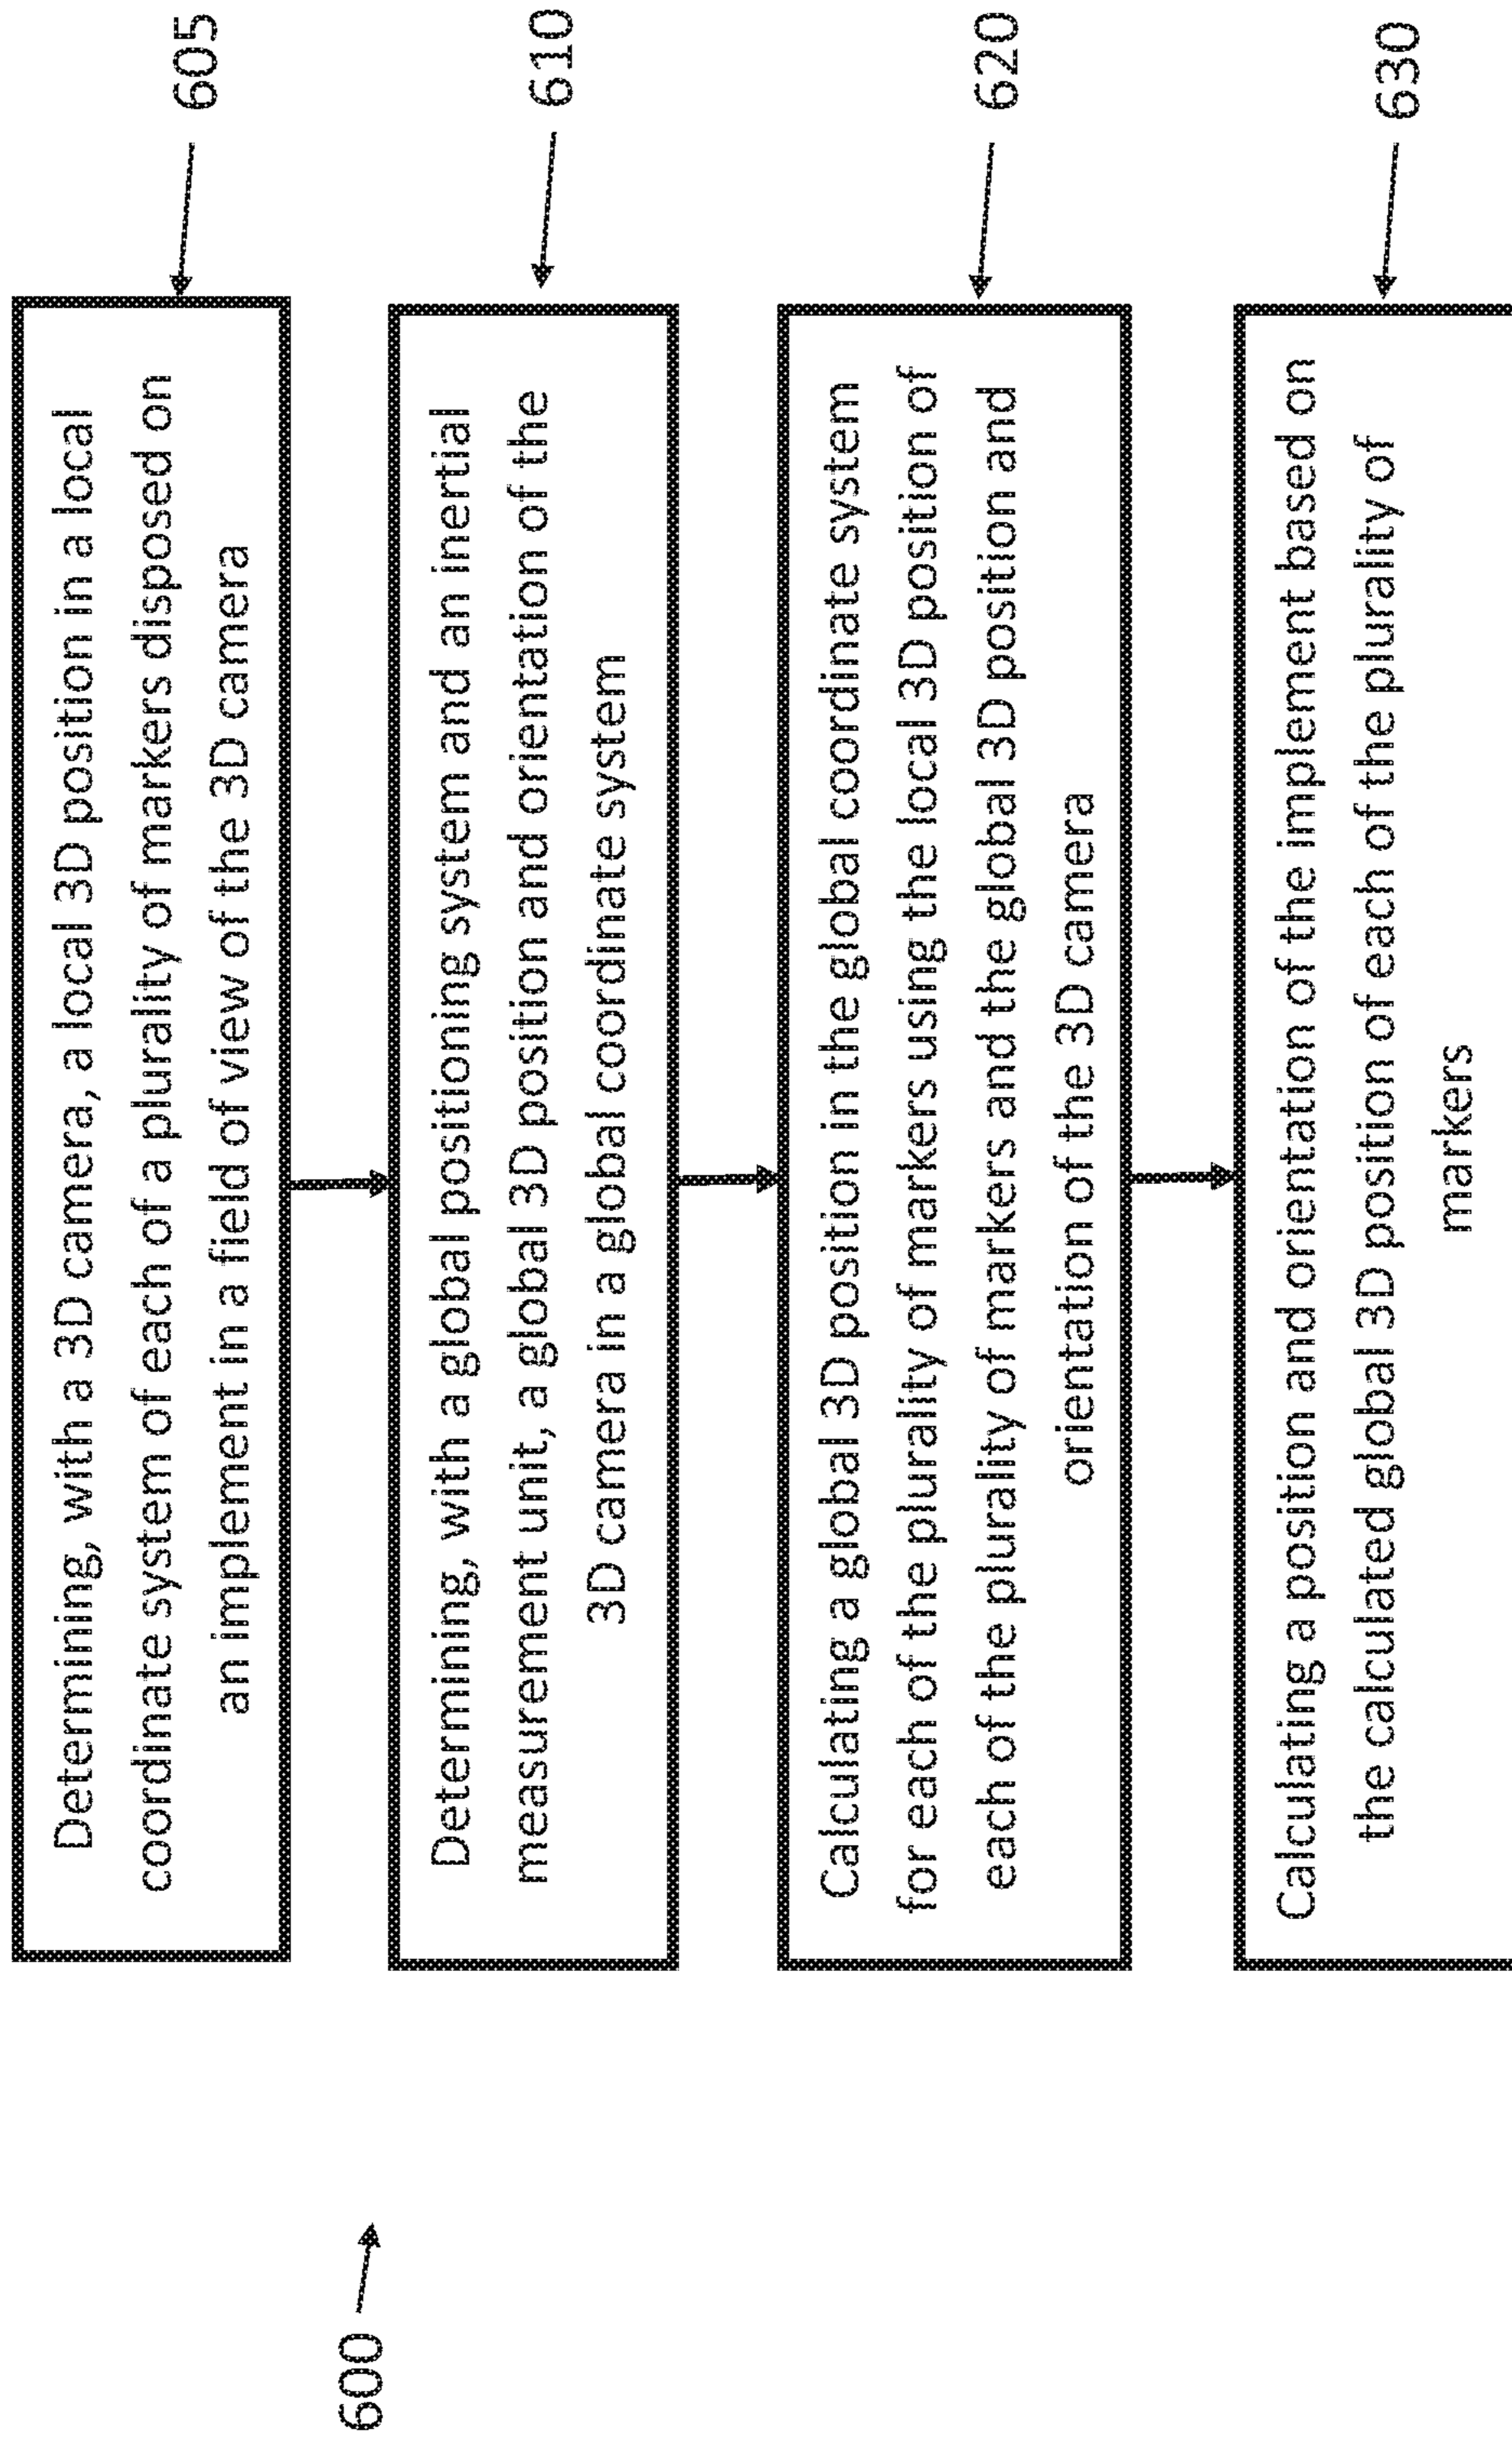 600
Determining, with a 3D camera, a local 3D position in a local
coordinate system of each of a plurality of markers disposed on
an implement in a field of view of the 3D camera
605
Determining, with a global positioning system and an inertial
measurement unit, a global 3D position and orientation of the
3D camera in a global coordinate system
610
Calculating a global 3D position in the global coordinate system
for each of the plurality of markers using the local 3D position of
each of the plurality of markers and the global 3D position and
orientation of the 3D camera
620
Calculating a position and orientation of the implement based on
the calculated global 3D position of each of the plurality of
markers
630